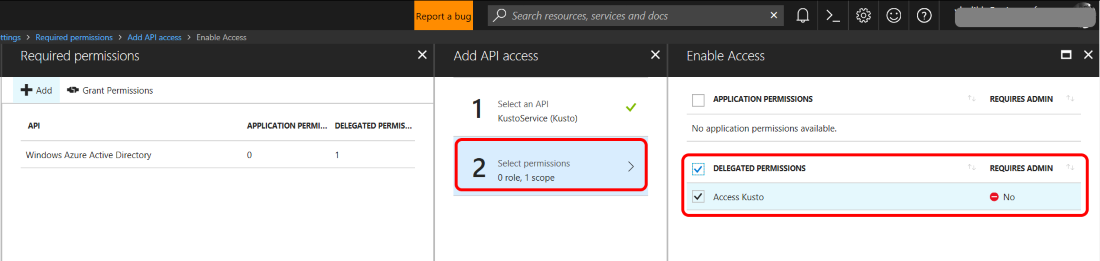 Report a bug
Search resources, services and docs
ttings > Required permissions > Add API access > Enable Access
Required permissions
Add
Grant Permissions
API
APPLICATION PERMI...
DELEGATED PERMIS...
Windows Azure Active Directory
0
1
Add API access
1
Select an API
KustoService (Kusto)
2
Select permissions
0 role, 1 scope
Enable Access
APPLICATION PERMISSIONS
REQUIRES ADMIN
No application permissions available.
DELEGATED PERMISSIONS
REQUIRES ADMIN
Access Kusto
No